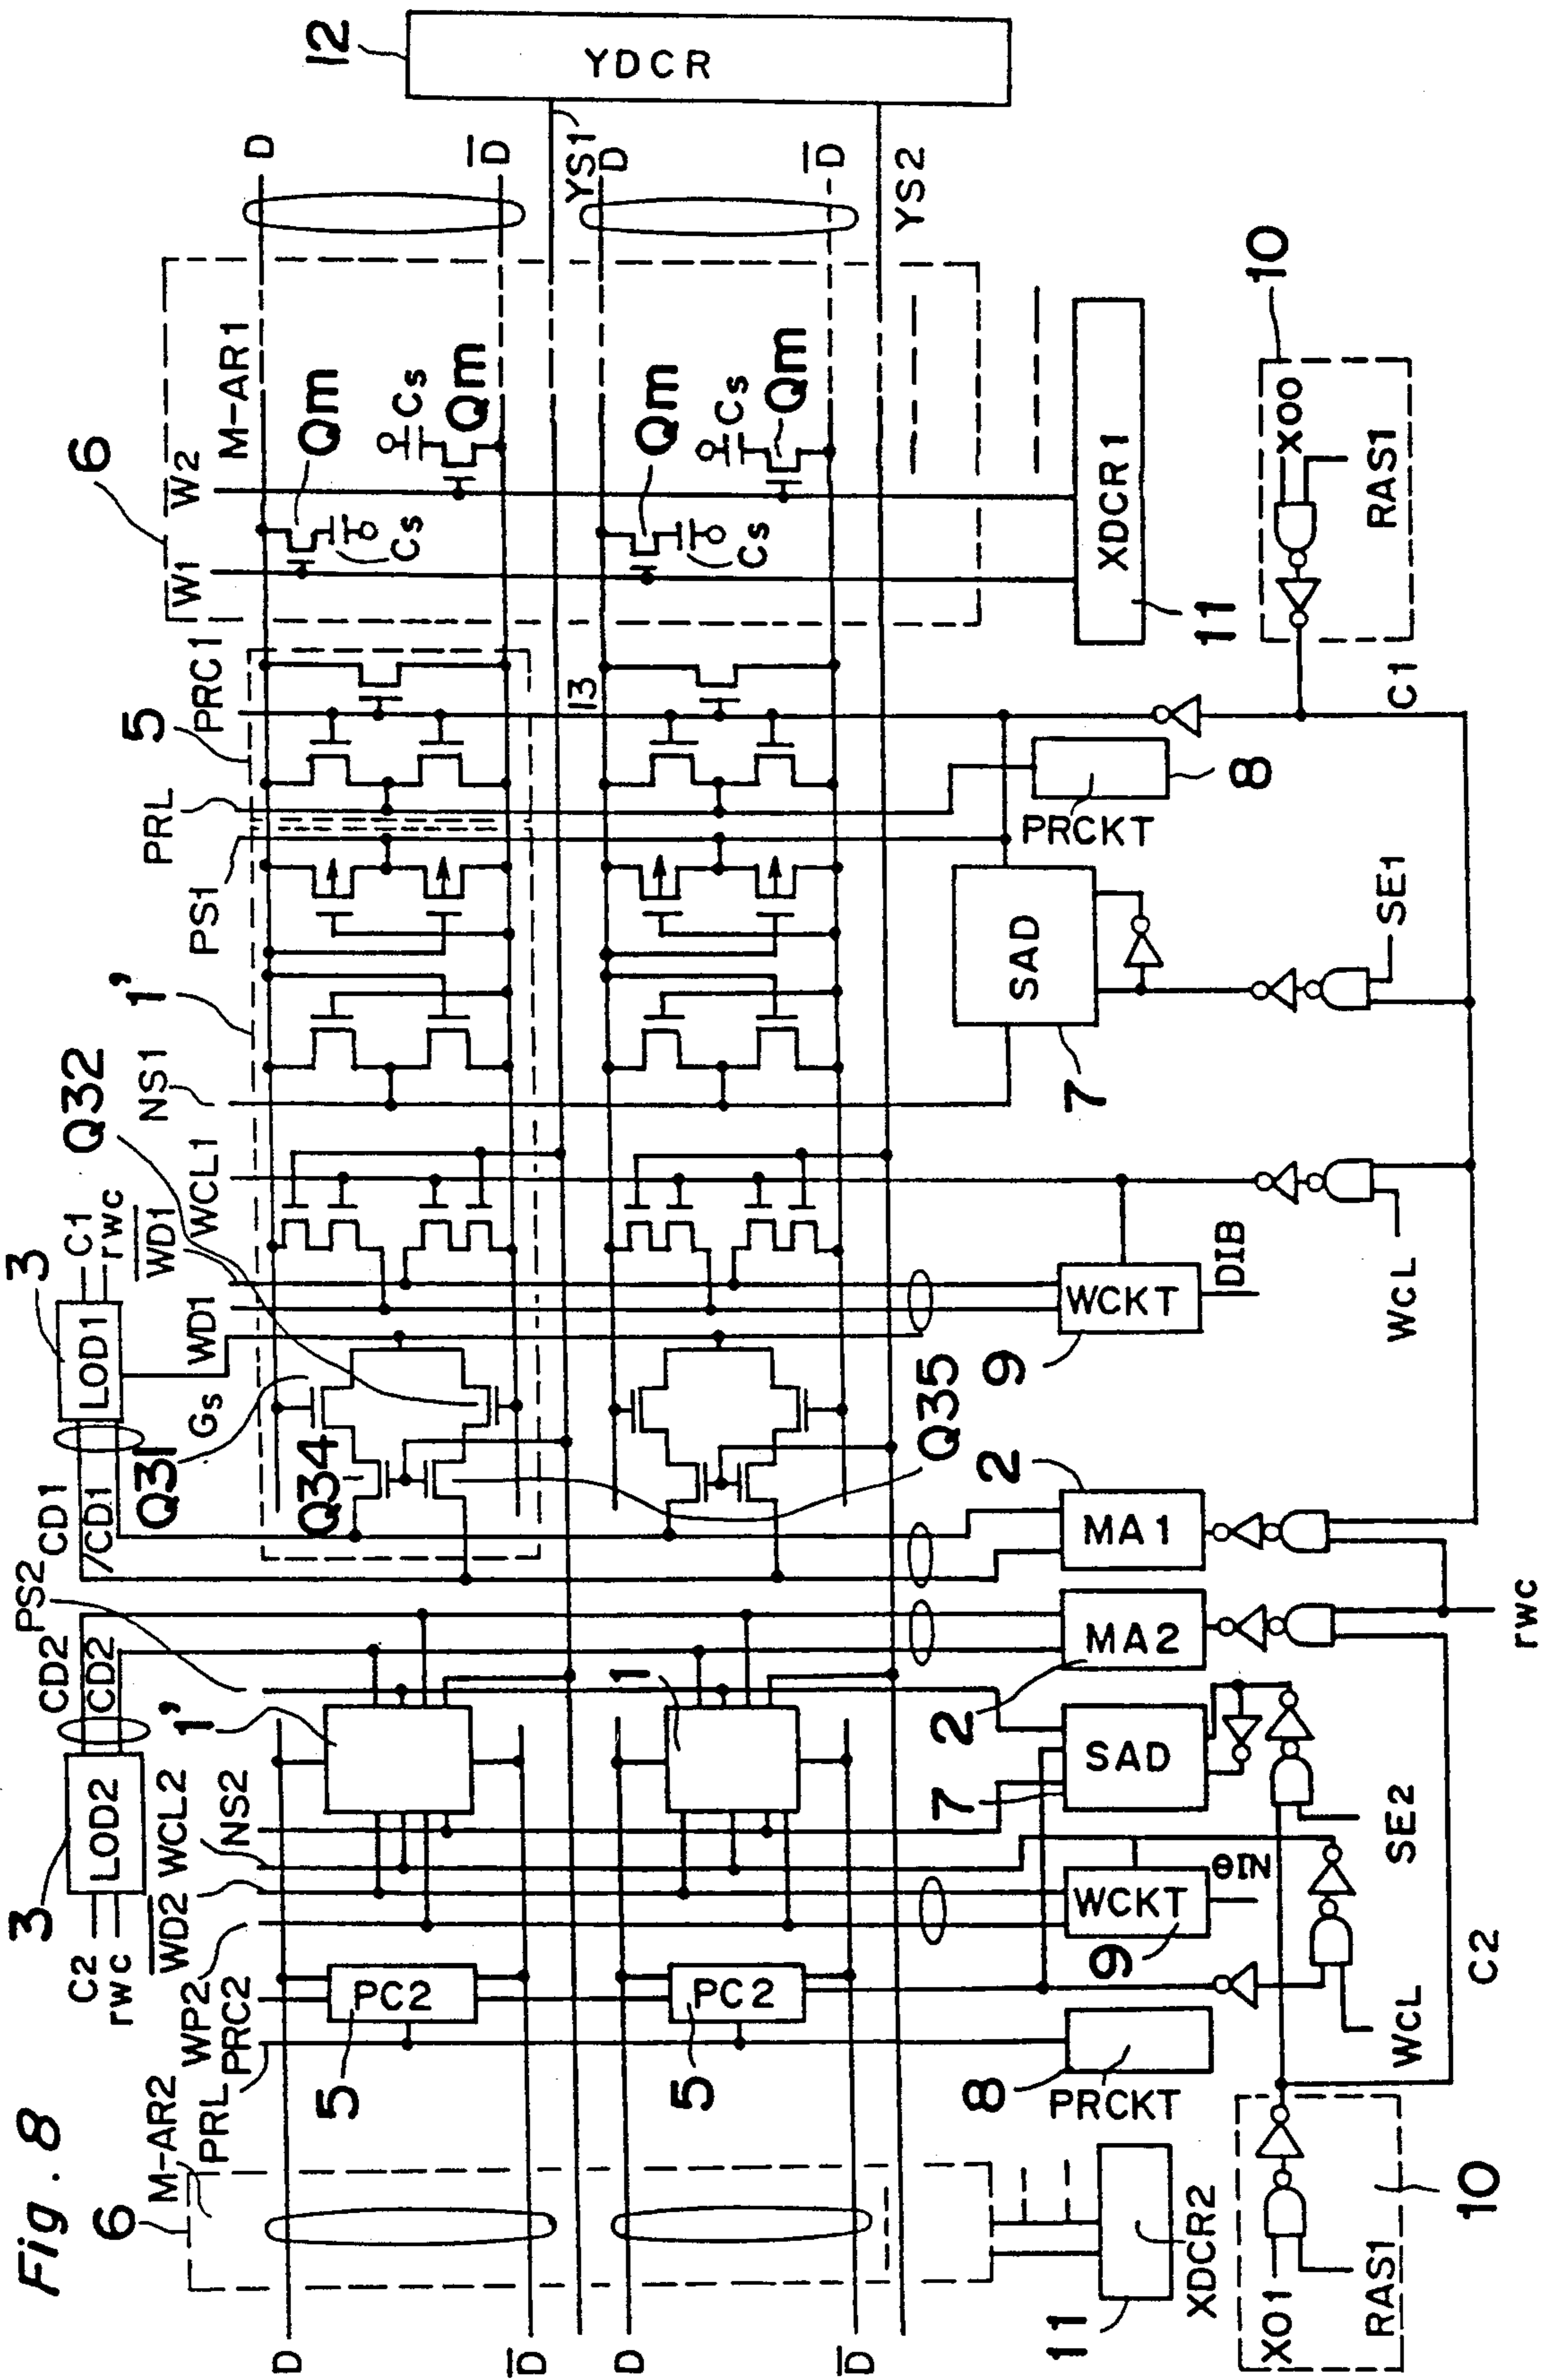 Fig. 8
12
YDCR
D
D̅
YS1
D
D̅
YS2
6
W1
W2
M-AR1
Qm
Cs
Qm
Cs
Qm
Cs
Qm
Cs
XDCR1
11
10
X00
RAS1
C1
5
PRC1
PRL
13
PRCKT
8
PS1
1'
NS1
SAD
7
SE1
Q32
WCL1
3
LOD1
C1
rwc
W̅D̅1̅
WD1
Gs
Q31
Q34
Q35
WCKT
DIB
9
WCL
CD1
/CD1
MA1
2
PS2
CD2
/CD2
MA2
2
rwc
1'
1
3
LOD2
C2
rwc
WCL2
NS2
W̅D̅2̅
WP2
PRC2
PRL
SAD
7
SE2
WCKT
θIN
9
WCL
C2
PC2
5
PC2
5
PRCKT
8
M-AR2
6
XDCR2
11
X01
RAS1
10
D
D̅
D
D̅